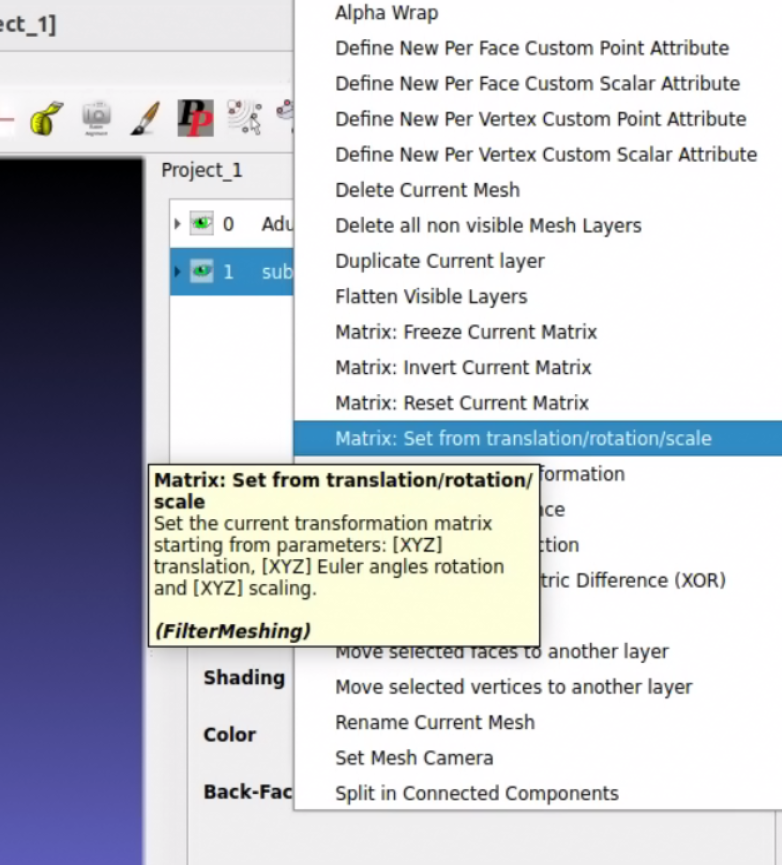 ect_1]
Alpha Wrap
Define New Per Face Custom Point Attribute
Define New Per Face Custom Scalar Attribute
Define New Per Vertex Custom Point Attribute
Define New Per Vertex Custom Scalar Attribute
Project_1
Delete Current Mesh
0 Adu
Delete all non visible Mesh Layers
Duplicate Current layer
1 sub
Flatten Visible Layers
Matrix: Freeze Current Matrix
Matrix: Invert Current Matrix
Matrix: Reset Current Matrix
Matrix: Set from translation/rotation/scale
formation
nce
ction
tric Difference (XOR)
Matrix: Set from translation/rotation/
scale
Set the current transformation matrix
starting from parameters: [XYZ]
translation, [XYZ] Euler angles rotation
and [XYZ] scaling.
(FilterMeshing)
Move selected faces to another layer
Shading
Move selected vertices to another layer
Rename Current Mesh
Color
Set Mesh Camera
Back-Fac
Split in Connected Components